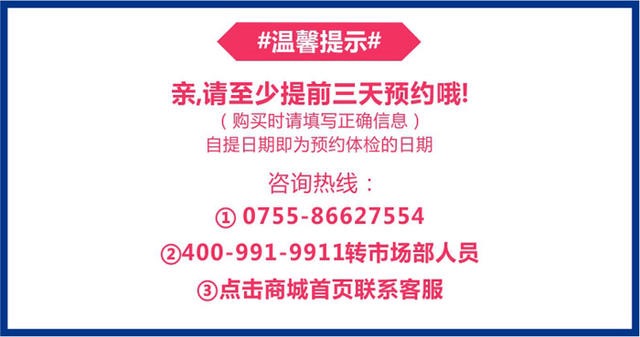 #温馨提示#
亲,请至少提前三天预约哦!
（购买时请填写正确信息）
自提日期即为预约体检的日期
咨询热线：
① 0755-86627554
②400-991-9911转市场部人员
③点击商城首页联系客服